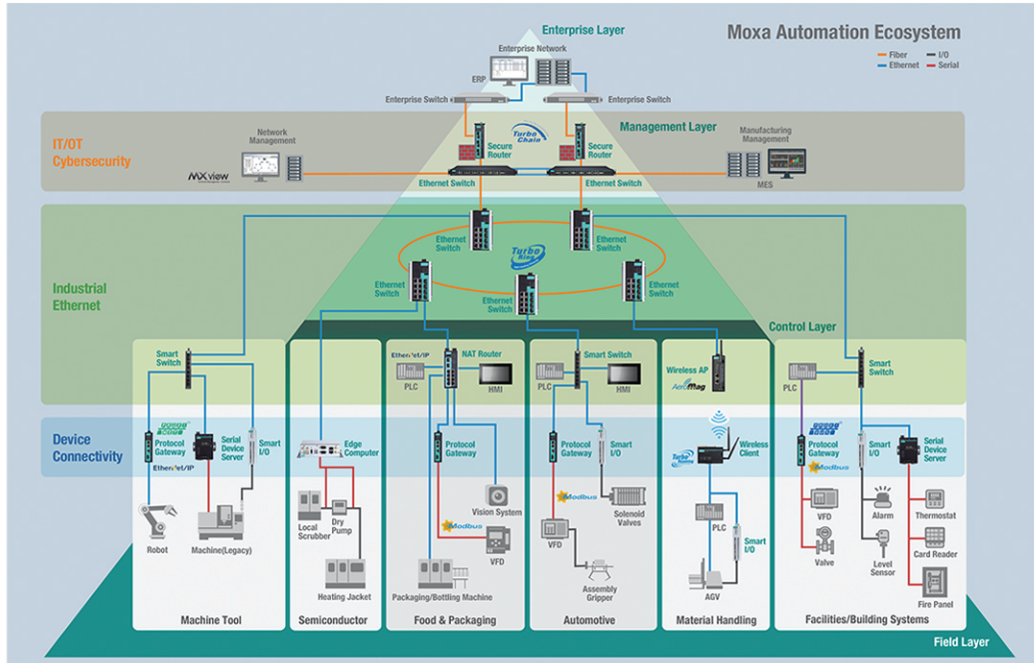 Moxa Automation Ecosystem
Fiber
I/O
Ethernet
Serial
Enterprise Layer
Enterprise Network
ERP
Enterprise Switch
Enterprise Switch
IT/OT
Cybersecurity
Management Layer
Network
Management
MXview
Secure
Router
Turbo
Chain
Secure
Router
Manufacturing
Management
MES
Ethernet Switch
Ethernet Switch
Industrial
Ethernet
Ethernet
Switch
Ethernet
Switch
Turbo
Ring
Ethernet
Switch
Ethernet
Switch
Ethernet
Switch
Control Layer
Smart
Switch
EtherNet/IP
PLC
NAT Router
HMI
PLC
Smart Switch
HMI
Wireless AP
AeroMag
PLC
Smart
Switch
Device
Connectivity
Protocol
Gateway
EtherNet/IP
Serial
Device
Server
Smart
I/O
Edge
Computer
Protocol
Gateway
Protocol
Gateway
Smart
I/O
Modbus
Wireless
Client
Protocol
Gateway
Modbus
Smart
I/O
Serial
Device
Server
Robot
Machine(Legacy)
Local
Scrubber
Dry
Pump
Heating Jacket
Vision System
Modbus
VFD
Packaging/Bottling Machine
VFD
Solenoid
Valves
Assembly
Gripper
PLC
Smart
I/O
AGV
VFD
Valve
Alarm
Level
Sensor
Thermostat
Card Reader
Fire Panel
Machine Tool
Semiconductor
Food & Packaging
Automotive
Material Handling
Facilities/Building Systems
Field Layer